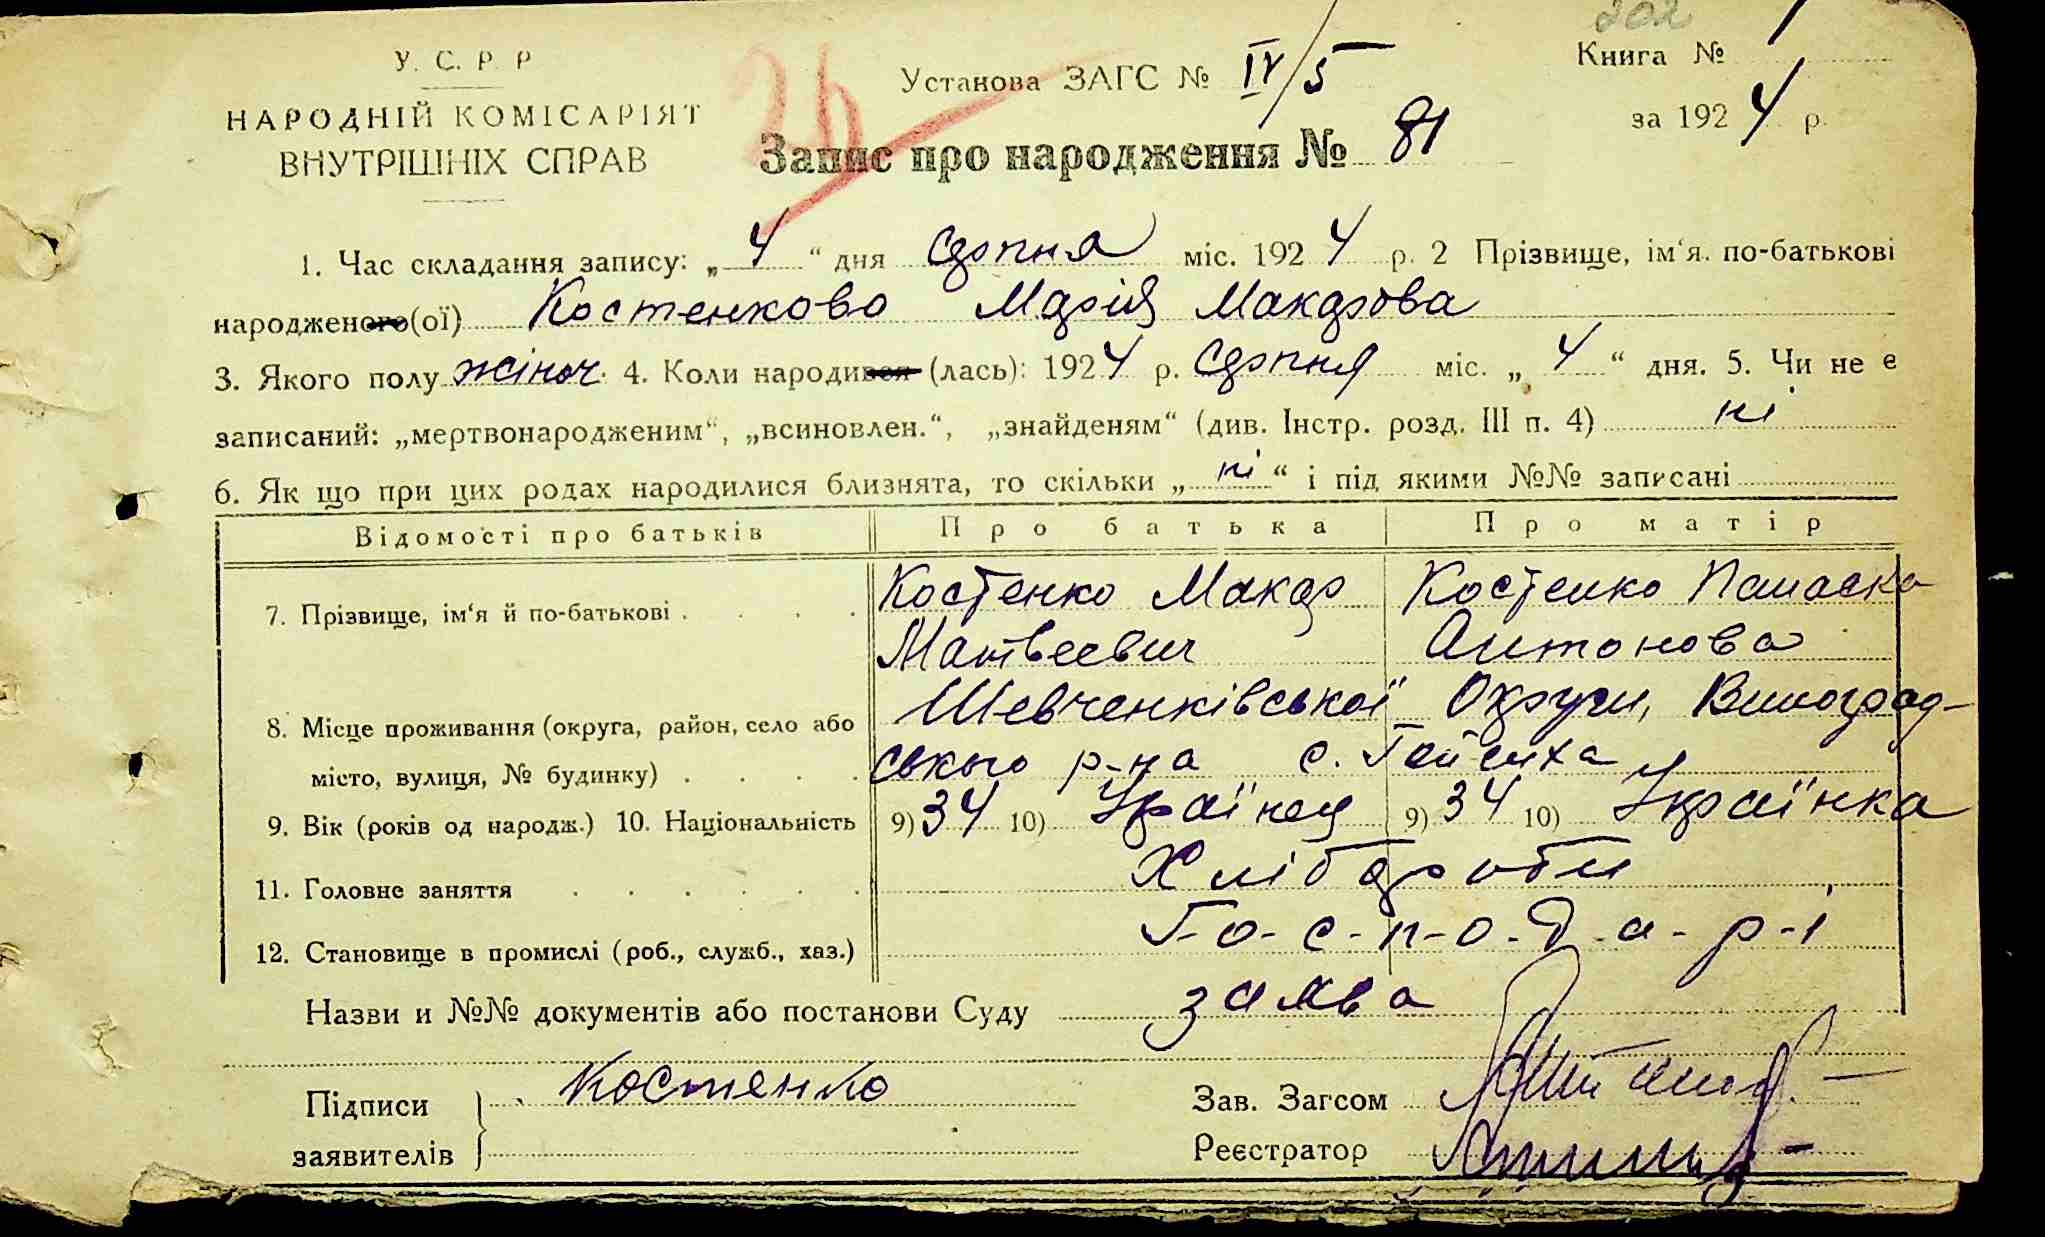 202
У. С. Р. Р
Установа ЗАГС № IV/5
Книга № 1
НАРОДНІЙ КОМІСАРІЯТ
ВНУТРІШНІХ СПРАВ
за 1924 р.
Запис про народження № 81
1. Час складання запису: „4“ дня Серпня міс. 1924 р. 2 Прізвище, ім‘я. по-батькові
народженого(ої) Костенково Марія Макарова
3. Якого полу жіноч. 4. Коли народився (лась): 1924 р. Серпня міс. „4“ дня. 5. Чи не є
записаний: „мертвонародженим“, „всиновлен.“, „знайденям“ (див. Інстр. розд. III п. 4) ні
6. Як що при цих родах народилися близнята, то скільки „ні“ і під якими №№ записані
Відомості про батьків Про батька Про матір
7. Прізвище, ім‘я й по-батькові . Костенко Макар Костенко
Матвеевич Антонова
8. Місце проживання (округа, район, село або Шевченківської Округи, Виноград-
місто, вулиця, № будинку) . ського р-на с.
9. Вік (років од народж.) 10. Національність 9) 34 10) Українец 9) 34 10) Українка
11. Головне заняття Хлібороби
12. Становище в промислі (роб., служб., хаз.) Г-о-с-п-о-д-а-р-і
Назви и №№ документів або постанови Суду заява
Підписи Костенко Зав. Загсом
заявителів Реєстратор